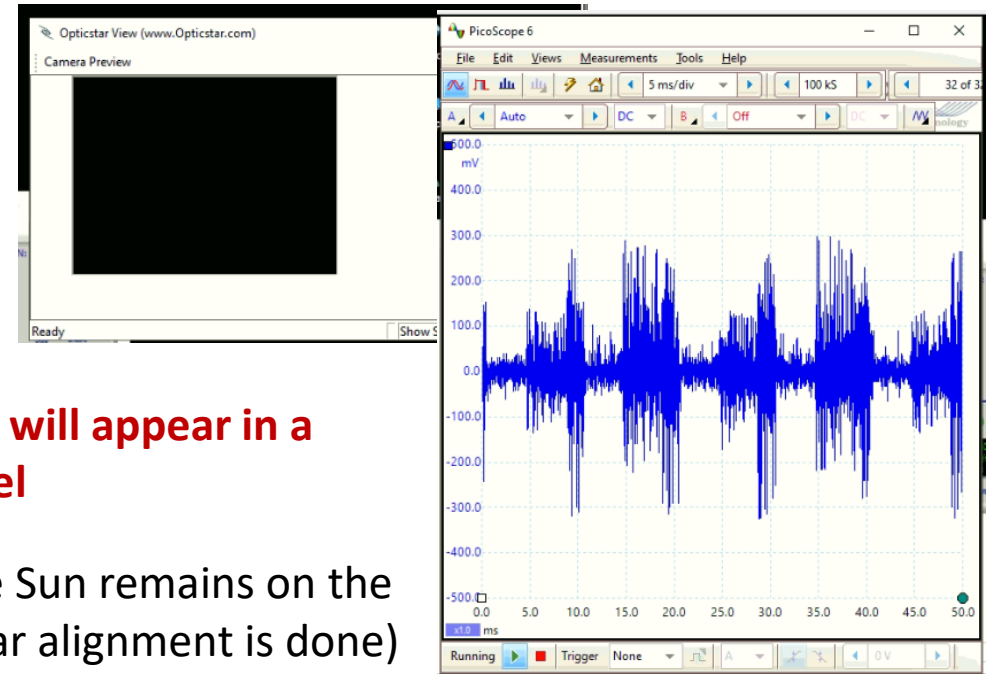 Opticstar View (www.Opticstar.com)
Camera Preview
Ready
Show S
PicoScope 6
File Edit Views Measurements Tools Help
5 ms/div
100 kS
32 of 32
A
Auto
DC
B
Off
DC
nology
500.0
mV
400.0
300.0
200.0
100.0
0.0
-100.0
-200.0
-300.0
-400.0
-500.0
0.0 5.0 10.0 15.0 20.0 25.0 30.0 35.0 40.0 45.0 50.0
x1.0 ms
Running
Trigger
None
A
0 V
will appear in a
el
e Sun remains on the
ar alignment is done)